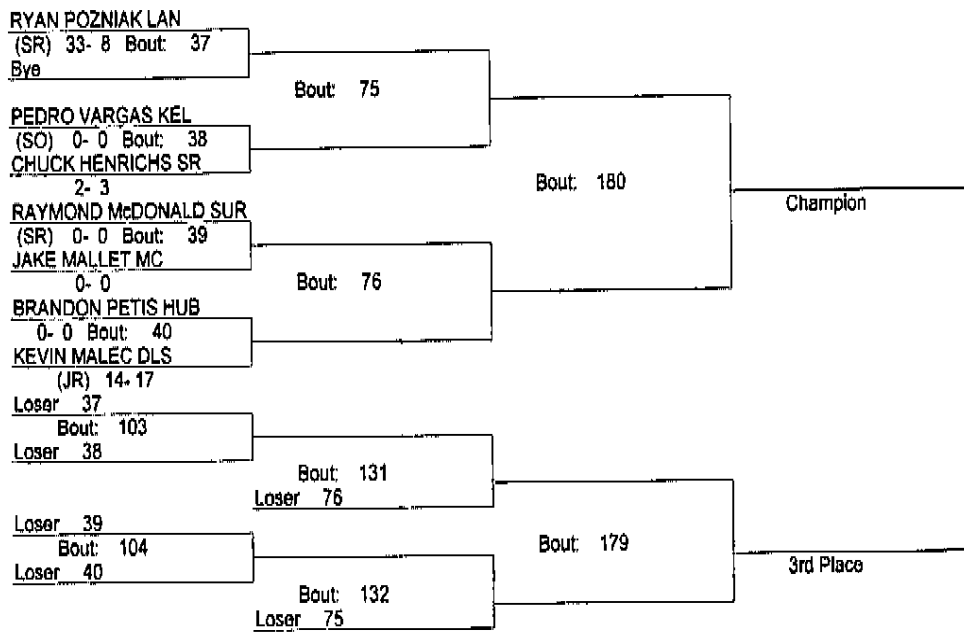 RYAN POZNIAK LAN
(SR) 33- 8 Bout: 37
Bye
Bout: 75
PEDRO VARGAS KEL
(SO) 0- 0 Bout: 38
CHUCK HENRICHS SR
2- 3
Bout: 180
Champion
RAYMOND McDONALD SUR
(SR) 0- 0 Bout: 39
JAKE MALLET MC
0- 0
Bout: 76
BRANDON PETIS HUB
0- 0 Bout: 40
KEVIN MALEC DLS
(JR) 14- 17
Loser 37
Bout: 103
Loser 38
Bout: 131
Loser 76
Loser 39
Bout: 104
Loser 40
Bout: 132
Loser 75
Bout: 179
3rd Place